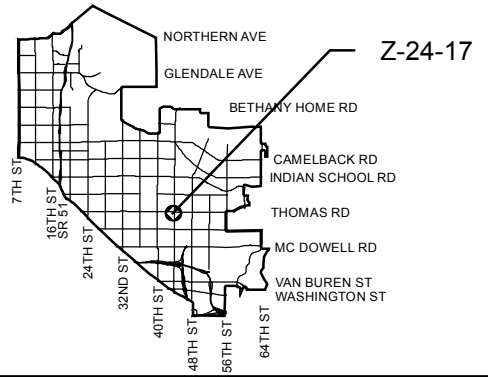 NORTHERN AVE
Z-24-17
GLENDALE AVE
BETHANY HOME RD
CAMELBACK RD
INDIAN SCHOOL RD
THOMAS RD
MC DOWELL RD
VAN BUREN ST
WASHINGTON ST
7TH ST
16TH ST
SR 51
24TH ST
32ND ST
40TH ST
48TH ST
56TH ST
64TH ST